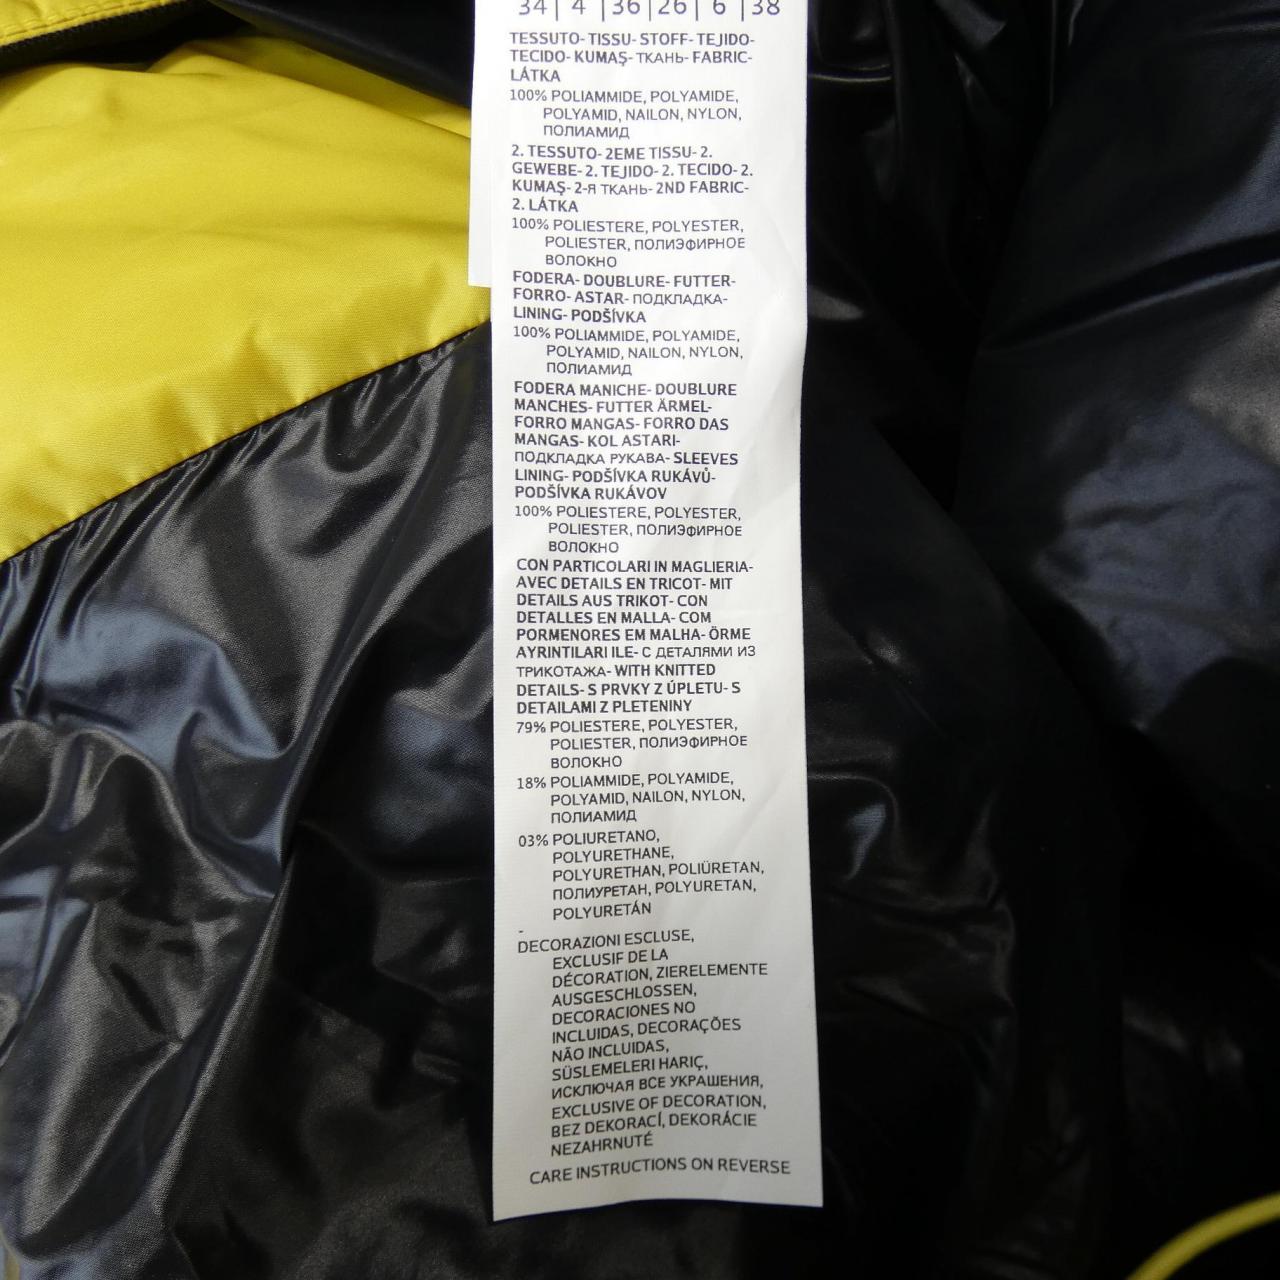 34| 4 |36|26| 6 |38
TESSUTO- TISSU- STOFF- TEJIDO-
TECIDO- KUMAŞ- ТКАНЬ- FABRIC-
LÁTKA
100% POLIAMMIDE, POLYAMIDE,
POLYAMID, NAILON, NYLON,
ПОЛИАМИД
2. TESSUTO- 2EME TISSU- 2.
GEWEBE- 2. TEJIDO- 2. TECIDO- 2.
KUMAŞ- 2-Я ТКАНЬ- 2ND FABRIC-
2. LÁTKA
100% POLIESTERE, POLYESTER,
POLIESTER, ПОЛИЭФИРНОЕ
ВОЛОКНО
FODERA- DOUBLURE- FUTTER-
FORRO- ASTAR- ПОДКЛАДКА-
LINING- PODŠÍVKA
100% POLIAMMIDE, POLYAMIDE,
POLYAMID, NAILON, NYLON,
ПОЛИАМИД
FODERA MANICHE- DOUBLURE
MANCHES- FUTTER ÄRMEL-
FORRO MANGAS- FORRO DAS
MANGAS- KOL ASTARI-
ПОДКЛАДКА РУКАВА- SLEEVES
LINING- PODŠÍVKA RUKÁVŮ-
PODŠÍVKA RUKÁVOV
100% POLIESTERE, POLYESTER,
POLIESTER, ПОЛИЭФИРНОЕ
ВОЛОКНО
CON PARTICOLARI IN MAGLIERIA-
AVEC DETAILS EN TRICOT- MIT
DETAILS AUS TRIKOT- CON
DETALLES EN MALLA- COM
PORMENORES EM MALHA- ÖRME
AYRINTILARI ILE- С ДЕТАЛЯМИ ИЗ
ТРИКОТАЖА- WITH KNITTED
DETAILS- S PRVKY Z ÚPLETU- S
DETAILAMI Z PLETENINY
79% POLIESTERE, POLYESTER,
POLIESTER, ПОЛИЭФИРНОЕ
ВОЛОКНО
18% POLIAMMIDE, POLYAMIDE,
POLYAMID, NAILON, NYLON,
ПОЛИАМИД
03% POLIURETANO,
POLYURETHANE,
POLYURETHAN, POLIÜRETAN,
ПОЛИУРЕТАН, POLYURETAN,
POLYURETÁN
-
DECORAZIONI ESCLUSE,
EXCLUSIF DE LA
DÉCORATION, ZIERELEMENTE
AUSGESCHLOSSEN,
DECORACIONES NO
INCLUIDAS, DECORAÇÕES
NÃO INCLUIDAS,
SÜSLEMELERI HARIÇ,
ИСКЛЮЧАЯ ВСЕ УКРАШЕНИЯ,
EXCLUSIVE OF DECORATION,
BEZ DEKORACÍ, DEKORÁCIE
NEZAHRNUTÉ
CARE INSTRUCTIONS ON REVERSE